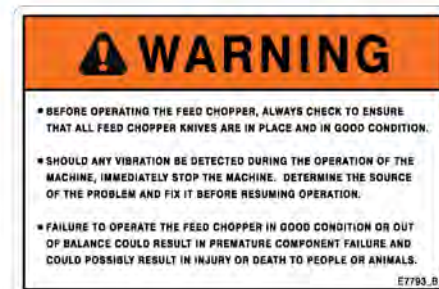 WARNING
• BEFORE OPERATING THE FEED CHOPPER, ALWAYS CHECK TO ENSURE
THAT ALL FEED CHOPPER KNIVES ARE IN PLACE AND IN GOOD CONDITION.
• SHOULD ANY VIBRATION BE DETECTED DURING THE OPERATION OF THE
MACHINE, IMMEDIATELY STOP THE MACHINE. DETERMINE THE SOURCE
OF THE PROBLEM AND FIX IT BEFORE RESUMING OPERATION.
• FAILURE TO OPERATE THE FEED CHOPPER IN GOOD CONDITION OR OUT
OF BALANCE COULD RESULT IN PREMATURE COMPONENT FAILURE AND
COULD POSSIBLY RESULT IN INJURY OR DEATH TO PEOPLE OR ANIMALS.
E7793_B